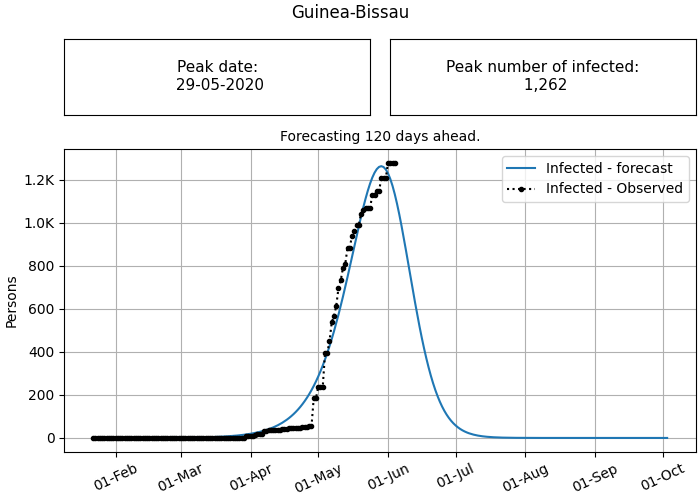 Guinea-Bissau
Peak date:
29-05-2020
Peak number of infected:
1,262
Forecasting 120 days ahead.
Infected - forecast
Infected - Observed
1.2K
1.0K
800
600
400
200
0
Persons
01-Feb
01-Mar
01-Apr
01-May
01-Jun
01-Jul
01-Aug
01-Sep
01-Oct